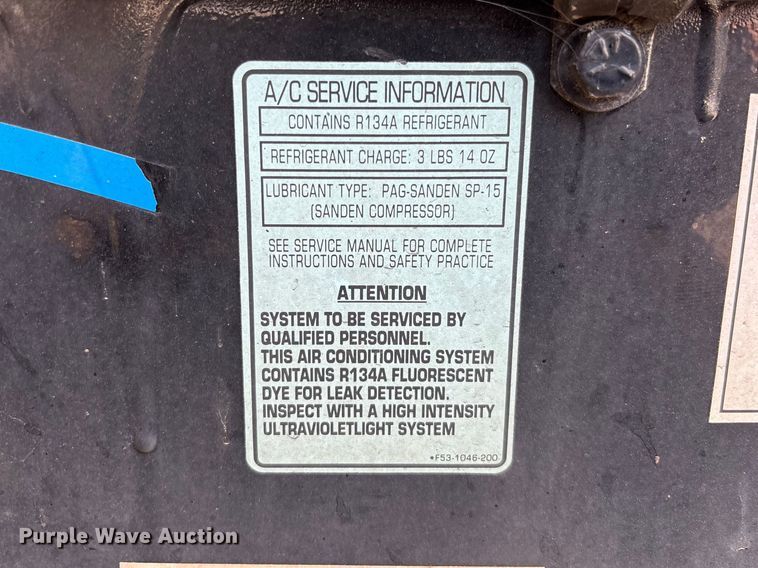 A/C SERVICE INFORMATION
CONTAINS R134A REFRIGERANT
REFRIGERANT CHARGE: 3 LBS 14 OZ
LUBRICANT TYPE: PAG-SANDEN SP-15
(SANDEN COMPRESSOR)
SEE SERVICE MANUAL FOR COMPLETE
INSTRUCTIONS AND SAFETY PRACTICE
ATTENTION
SYSTEM TO BE SERVICED BY
QUALIFIED PERSONNEL.
THIS AIR CONDITIONING SYSTEM
CONTAINS R134A FLUORESCENT
DYE FOR LEAK DETECTION.
INSPECT WITH A HIGH INTENSITY
ULTRAVIOLETLIGHT SYSTEM
*F53-1046-200
Purple Wave Auction